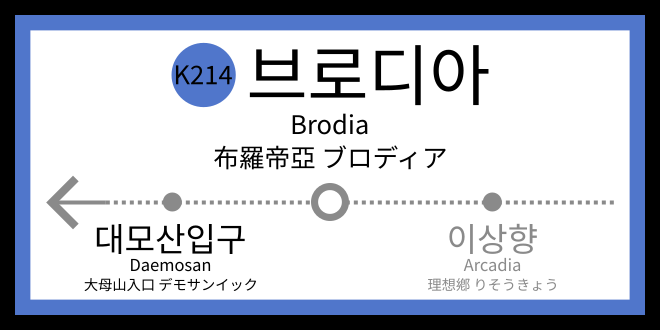 K214 브로디아
Brodia
布羅帝亞 ブロディア
대모산입구 이상향
Daemosan Arcadia
大母山入口 デモサンイック 理想鄕 りそうきょう